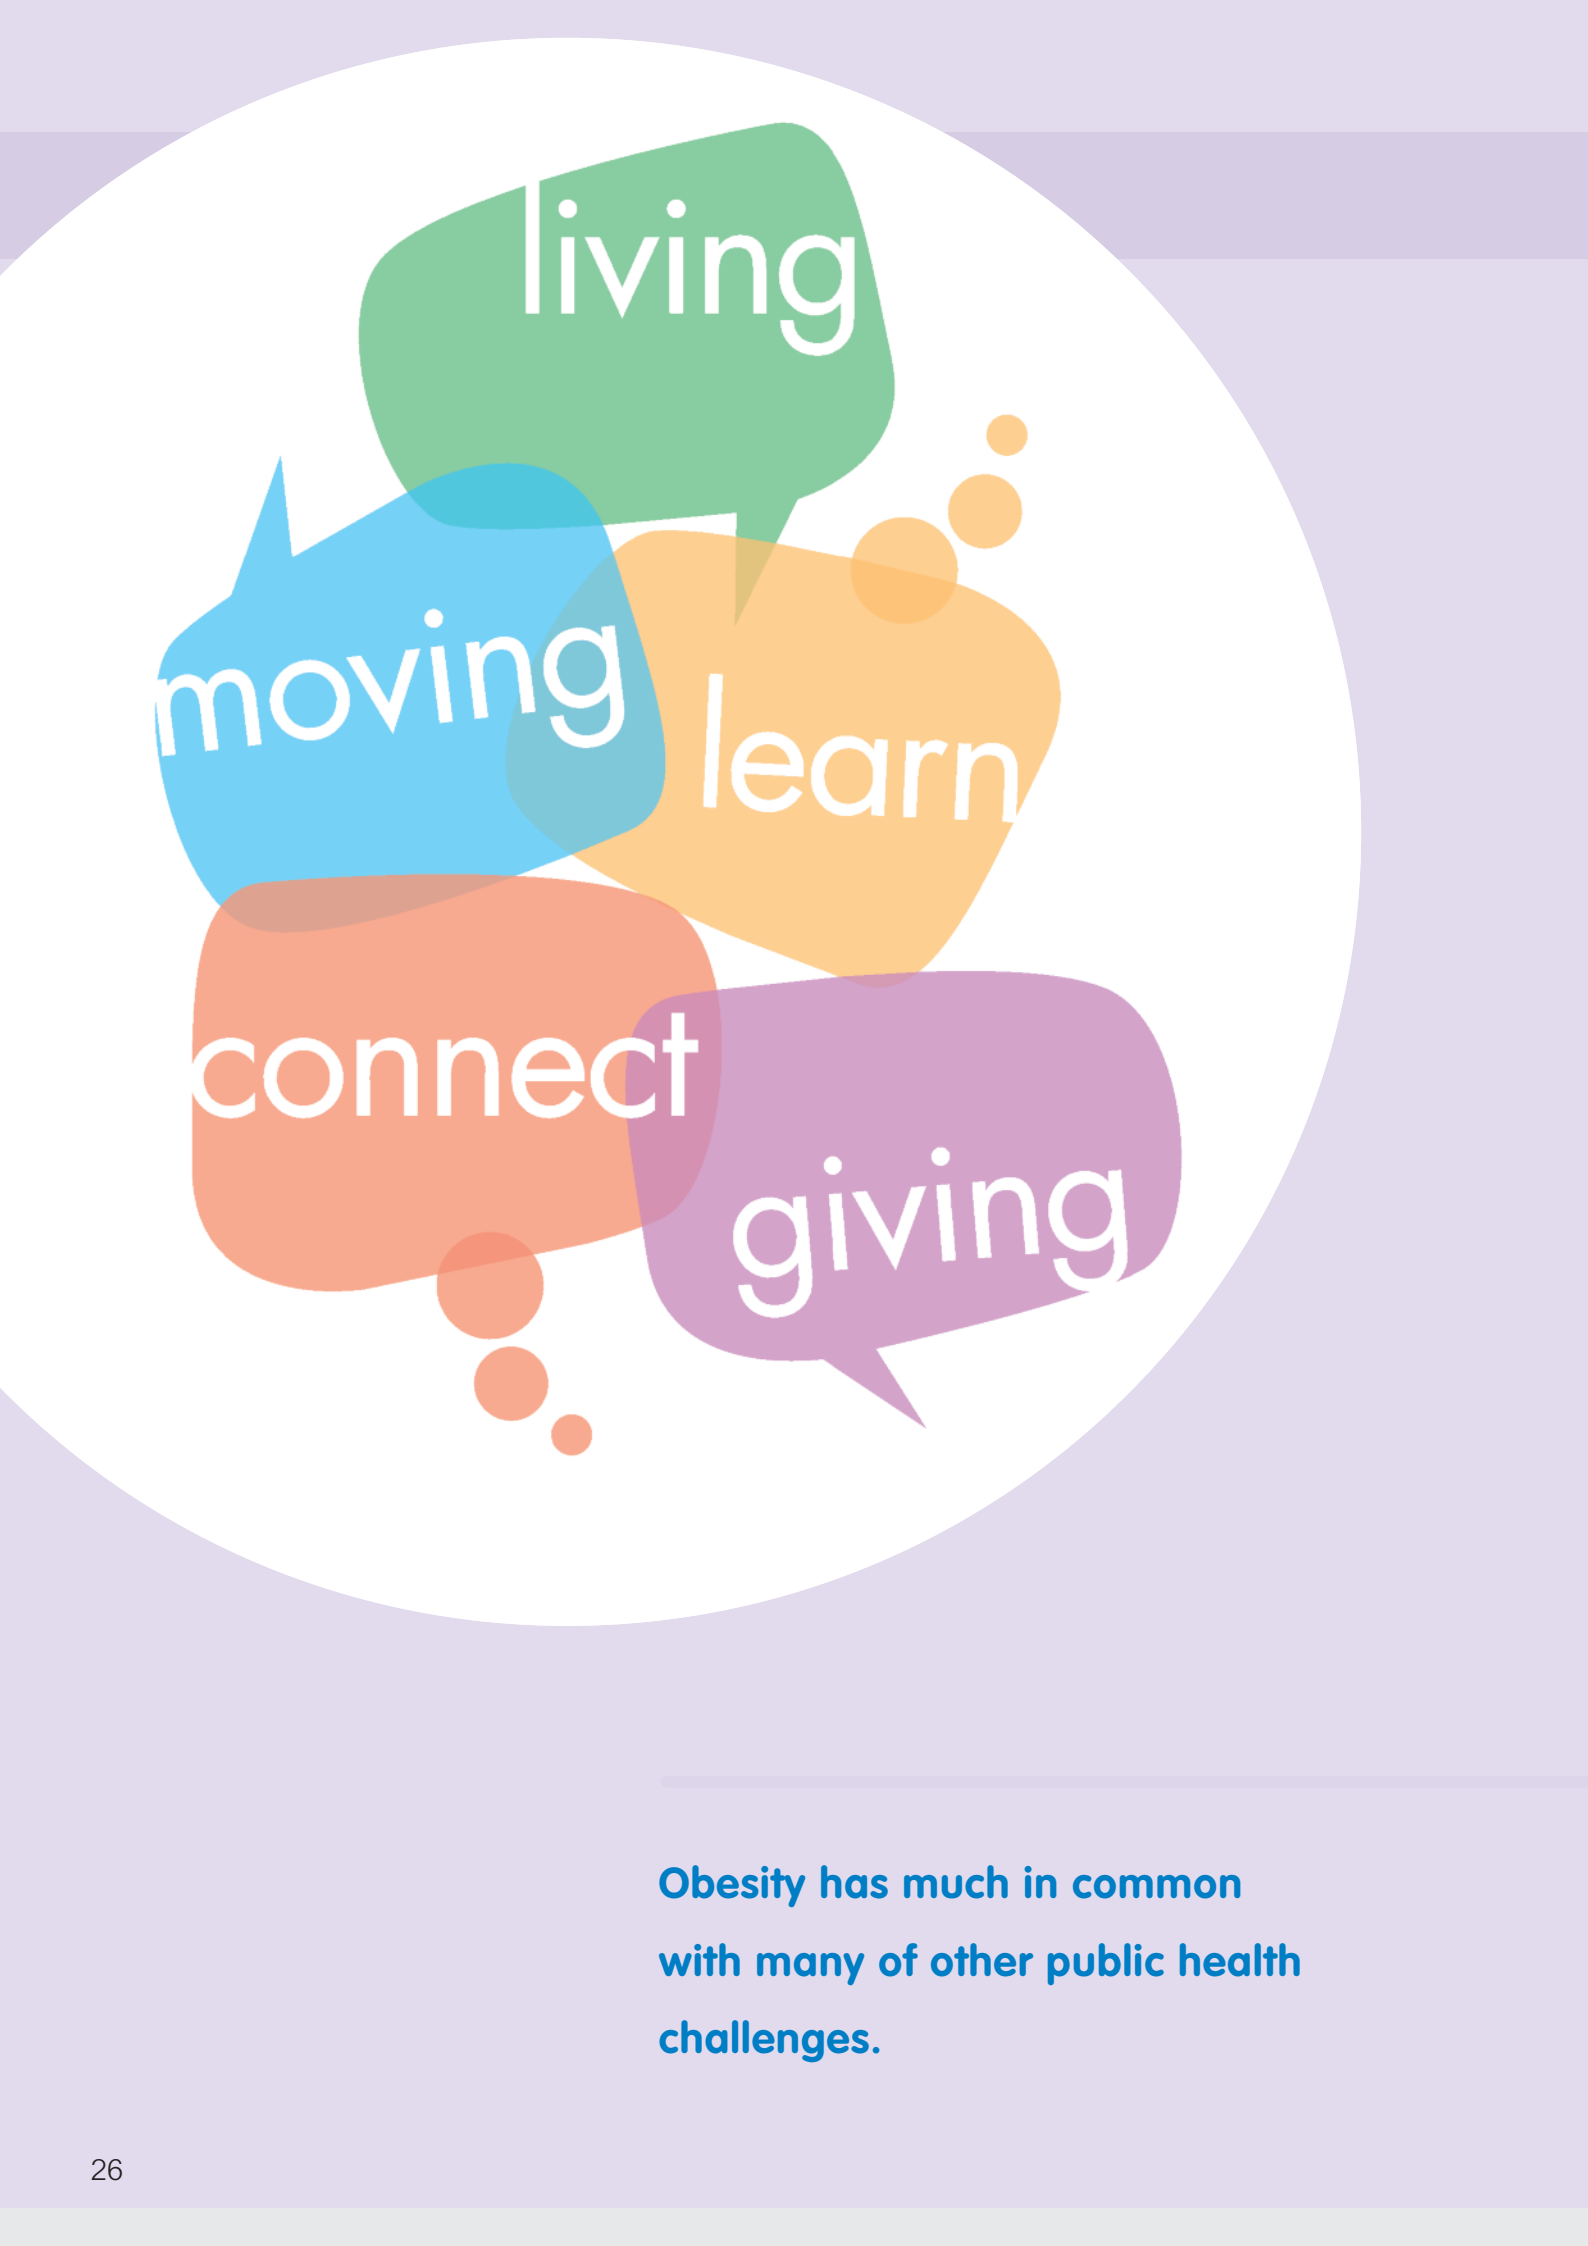 living
moving
learn
connect
giving
Obesity has much in common
with many of other public health
challenges.
26